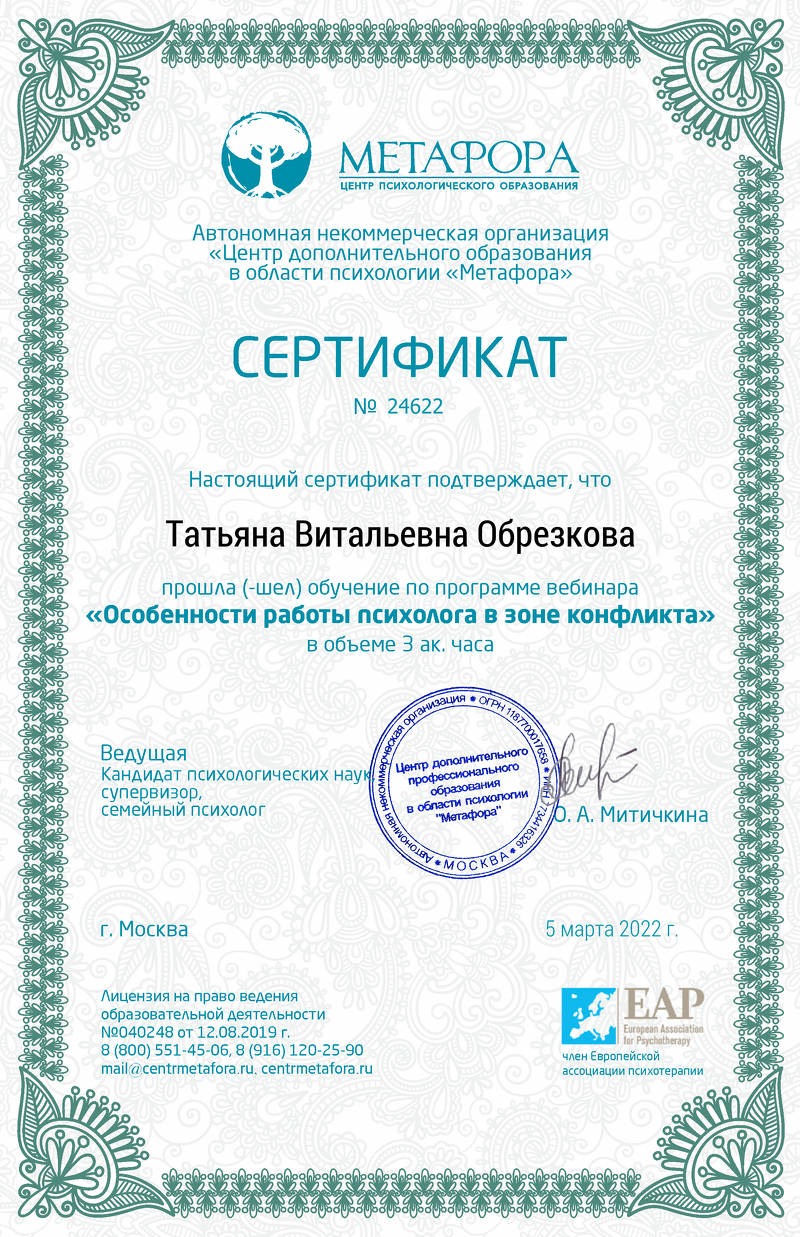 МЕТАФОРА
ЦЕНТР ПСИХОЛОГИЧЕСКОГО ОБРАЗОВАНИЯ
Автономная некоммерческая организация
«Центр дополнительного образования
в области психологии «Метафора»
СЕРТИФИКАТ
№ 24622
Настоящий сертификат подтверждает, что
Татьяна Витальевна Обрезкова
прошла (-шел) обучение по программе вебинара
«Особенности работы психолога в зоне конфликта»
в объеме 3 ак. часа
Ведущая
Кандидат психологических наук,
супервизор,
семейный психолог
Автономная некоммерческая организация * ОГРН 1187700017658 * ИНН 734416326 * МОСКВА *
Центр дополнительного
профессионального
образования
в области психологии
"Метафора"
О. А. Митичкина
г. Москва
5 марта 2022 г.
Лицензия на право ведения
образовательной деятельности
№040248 от 12.08.2019 г.
8 (800) 551-45-06, 8 (916) 120-25-90
mail@centrmetafora.ru, centrmetafora.ru
EAP
European Association
for Psychotherapy
член Европейской
ассоциации психотерапии